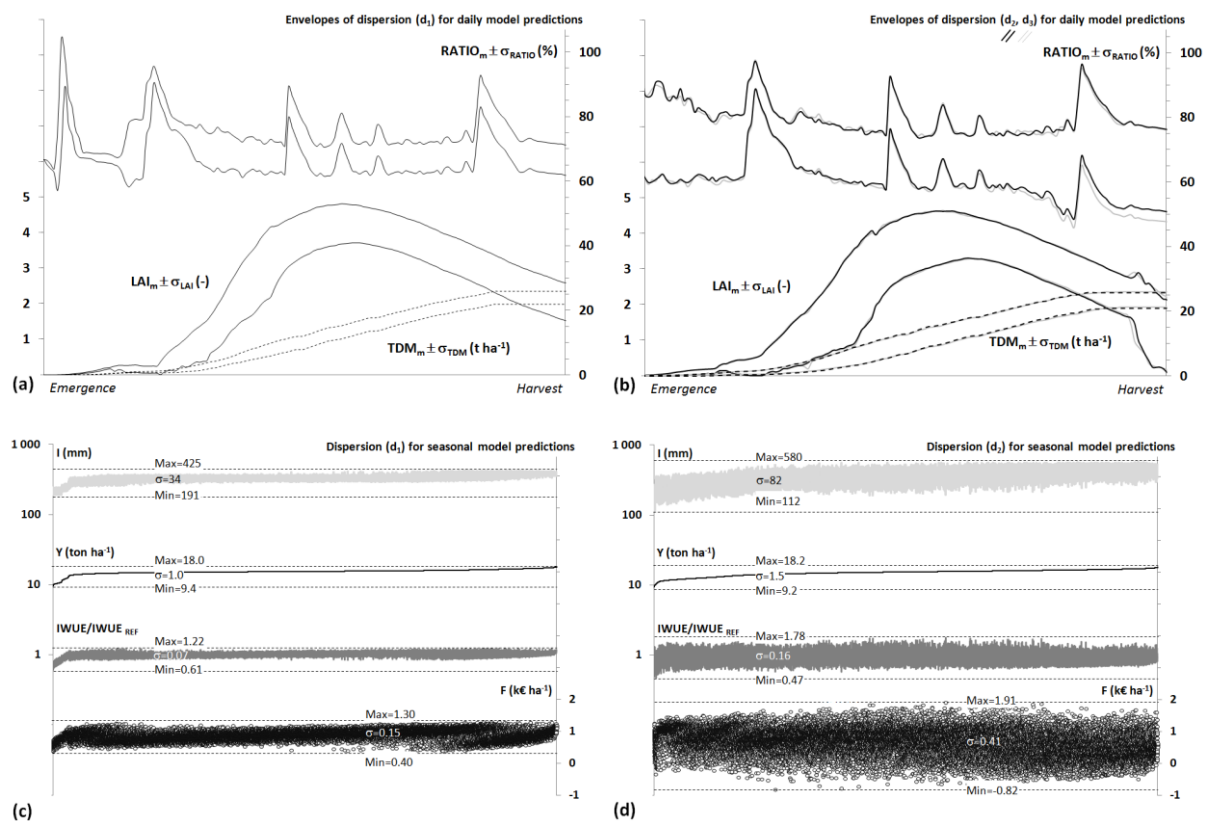 Envelopes of dispersion (d1) for daily model predictions
RATIOm ± σRATIO (%)
100
80
60
40
20
0
5
4
3
2
1
LAIm ± σLAI (-)
TDMm ± σTDM (t ha-1)
(a)
Emergence
Harvest
Envelopes of dispersion (d2, d3) for daily model predictions
RATIOm ± σRATIO (%)
100
80
60
40
20
0
5
4
3
2
1
LAIm ± σLAI (-)
TDMm ± σTDM (t ha-1)
(b)
Emergence
Harvest
1 000
100
10
1
I (mm)
Dispersion (d1) for seasonal model predictions
Max=425
σ=34
Min=191
Y (ton ha-1)
Max=18.0
σ=1.0
Min=9.4
IWUE/IWUE REF
Max=1.22
σ=0.07
Min=0.61
F (k€ ha-1)
Max=1.30
σ=0.15
Min=0.40
2
1
0
-1
(c)
1 000
100
10
1
I (mm)
Dispersion (d2) for seasonal model predictions
Max=580
σ=82
Min=112
Y (ton ha-1)
Max=18.2
σ=1.5
Min=9.2
IWUE/IWUE REF
Max=1.78
σ=0.16
Min=0.47
F (k€ ha-1)
Max=1.91
σ=0.41
Min=-0.82
2
1
0
-1
(d)